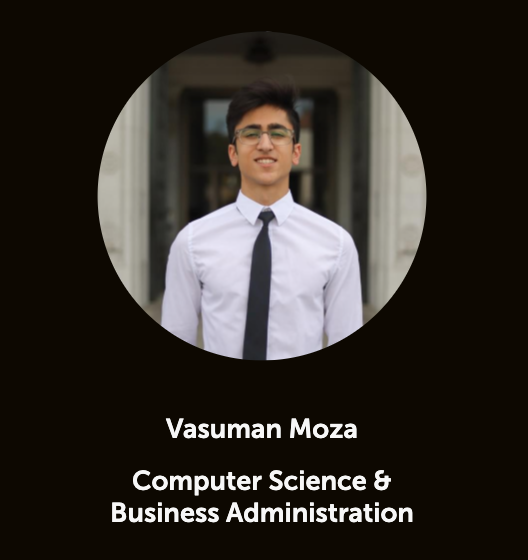 Vasuman Moza
Computer Science &
Business Administration